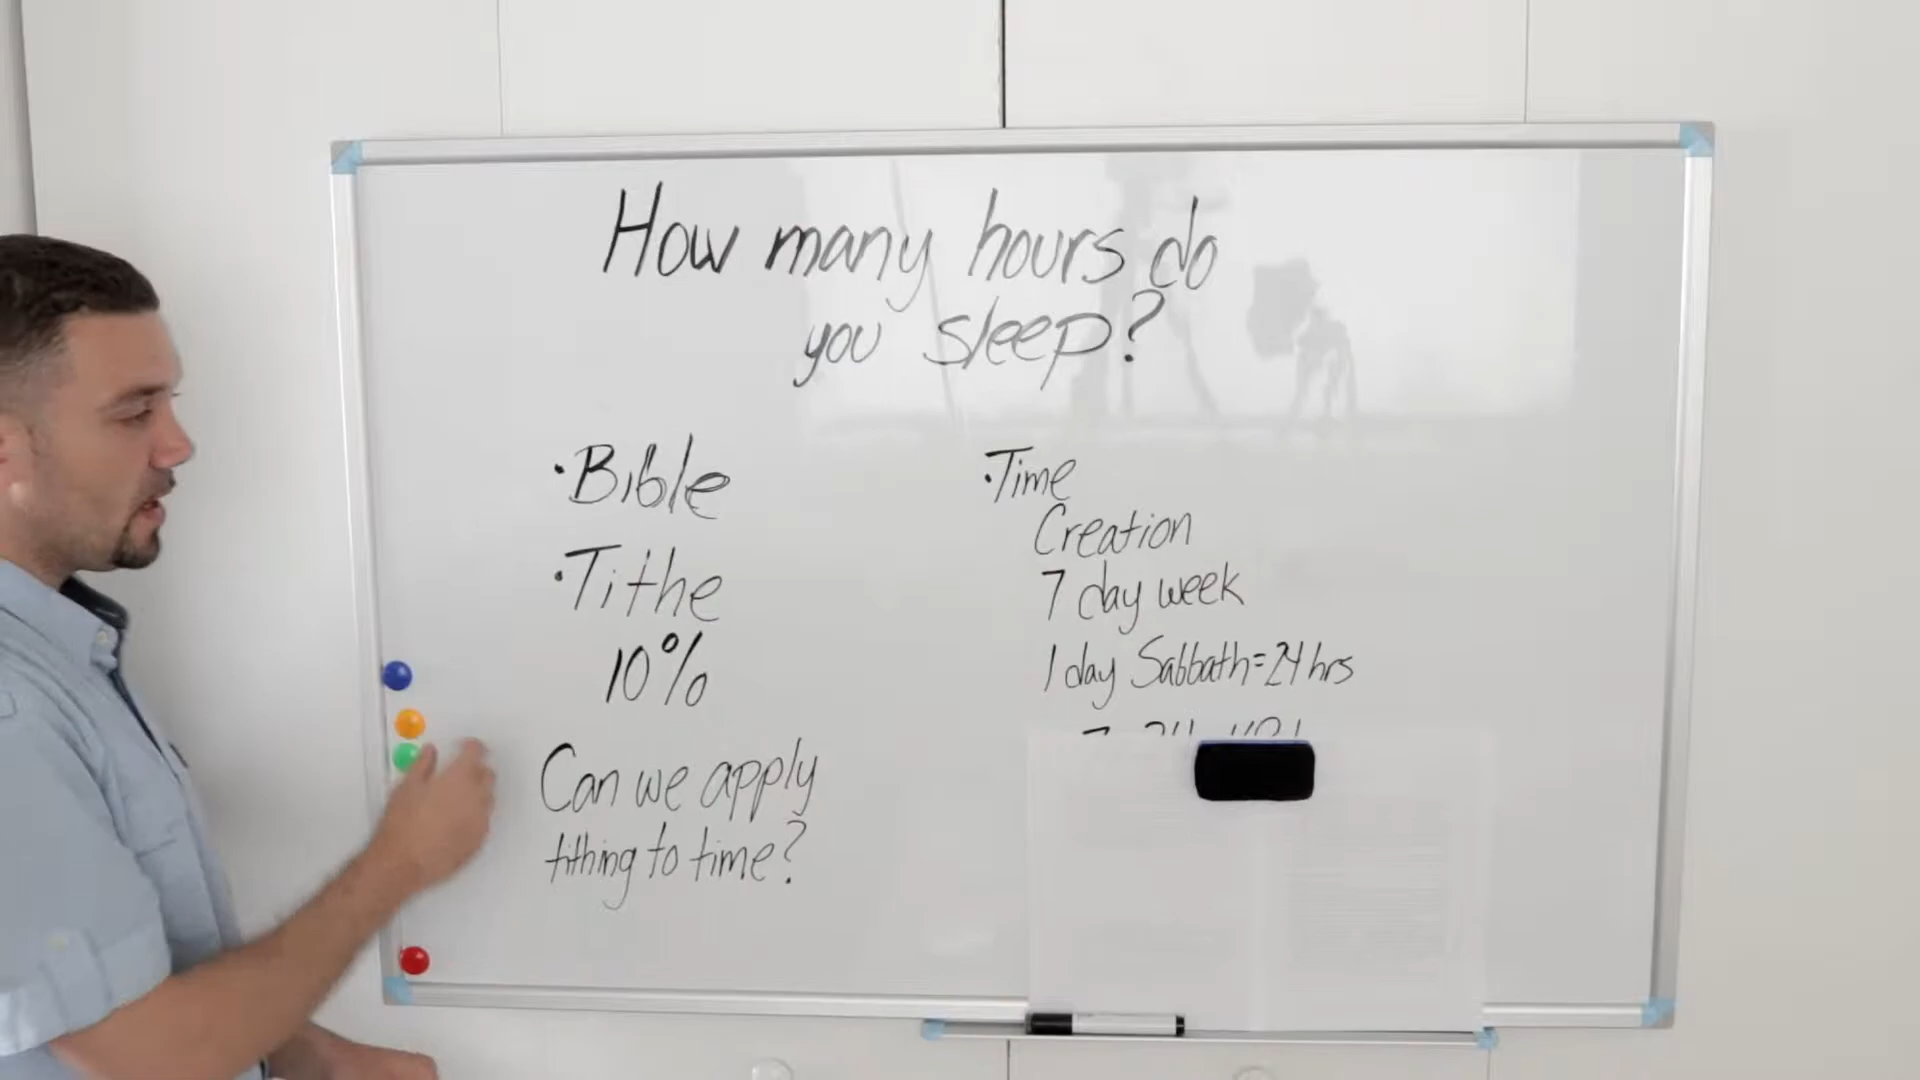 How many hours do
you sleep?
• Bible
• Tithe
10%
Can we apply
tithing to time?
• Time
Creation
7 day week
1 day Sabbath = 24 hrs